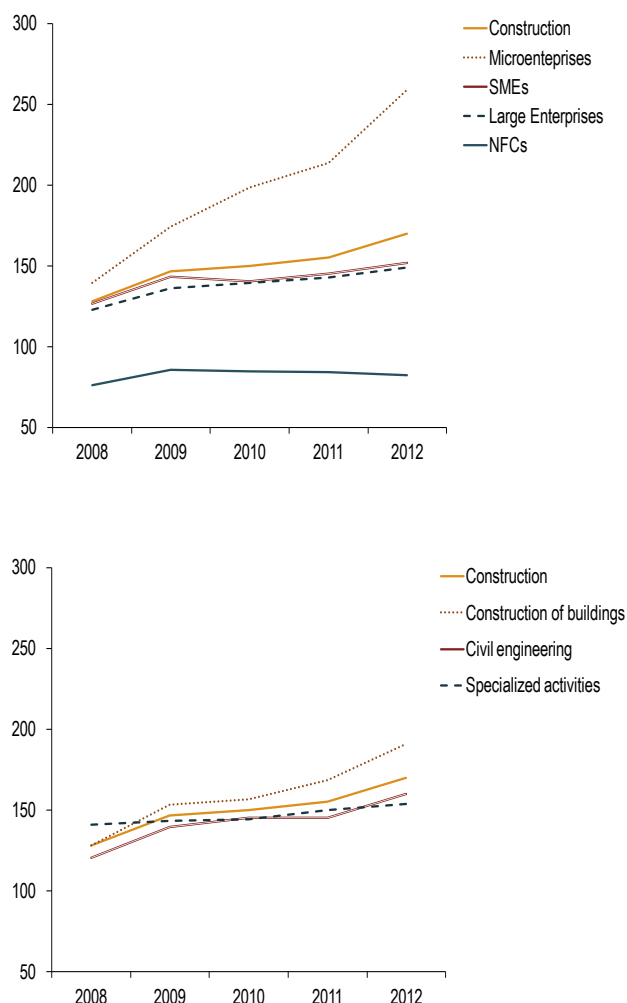 300
250
200
150
100
50
2008 2009 2010 2011 2012
Construction
Microenteprises
SMEs
Large Enterprises
NFCs
300
250
200
150
100
50
2008 2009 2010 2011 2012
Construction
Construction of buildings
Civil engineering
Specialized activities